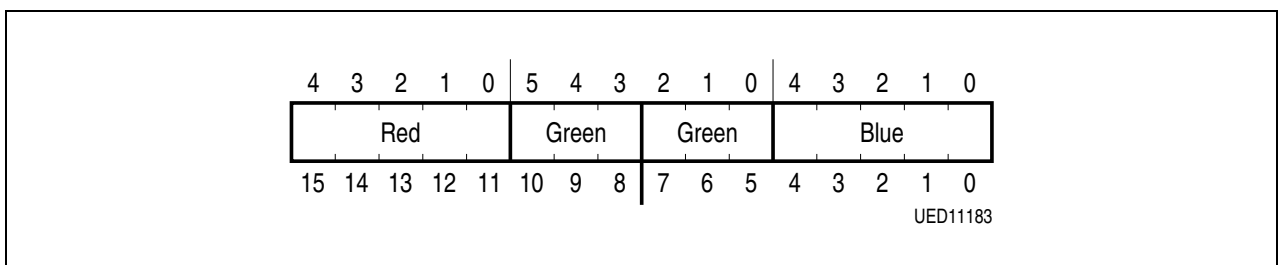 4 3 2 1 0 5 4 3 2 1 0 4 3 2 1 0
Red Green Green Blue
15 14 13 12 11 10 9 8 7 6 5 4 3 2 1 0
UED11183